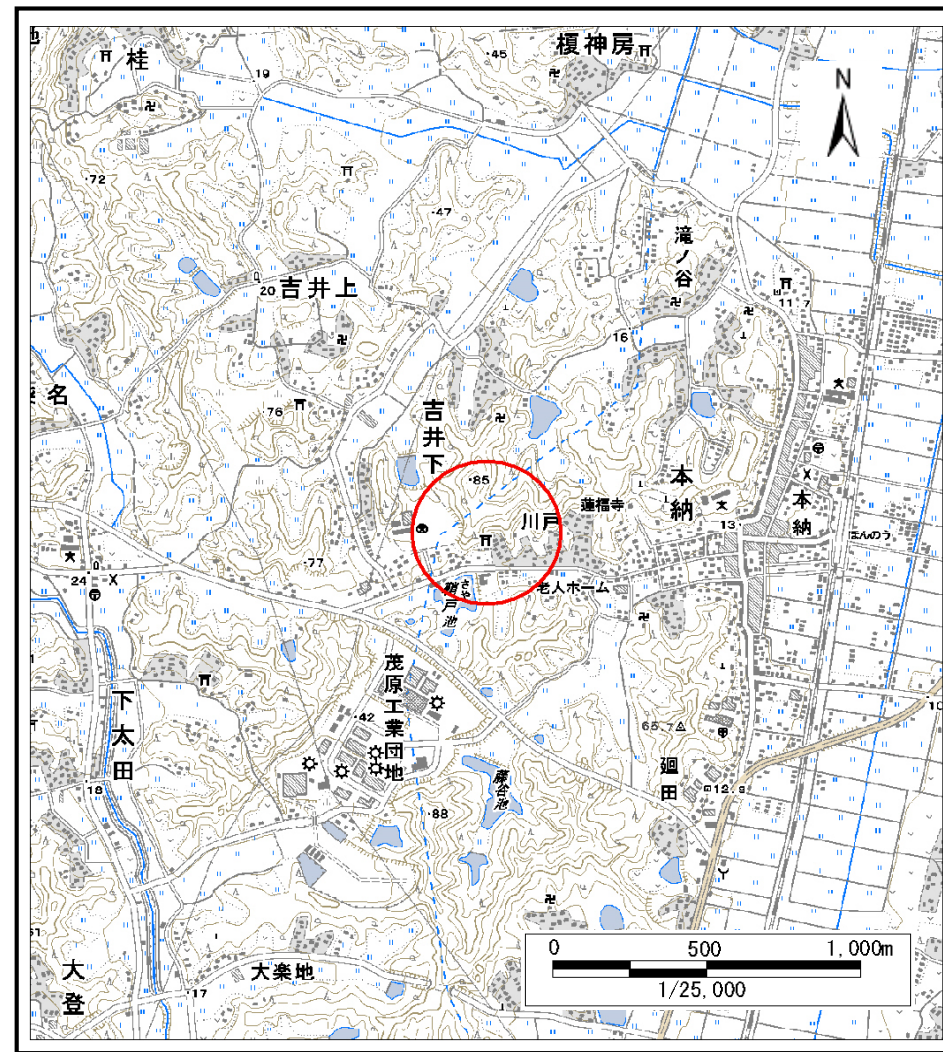 桂
榎神房
·45
N
19
·72
·47
滝ノ谷
吉井上
20
11.7
16
·76
吉井下
本納
·85
川戸
蓮福寺
本納
13
ほんのう
·77
24
老人ホーム
さや
鞘戸池
茂原工業団地
下太田
·42
65.7
廻田
藤谷池
18
12.9
·88
10
0 500 1,000m
1/25,000
大楽地
大登
·17